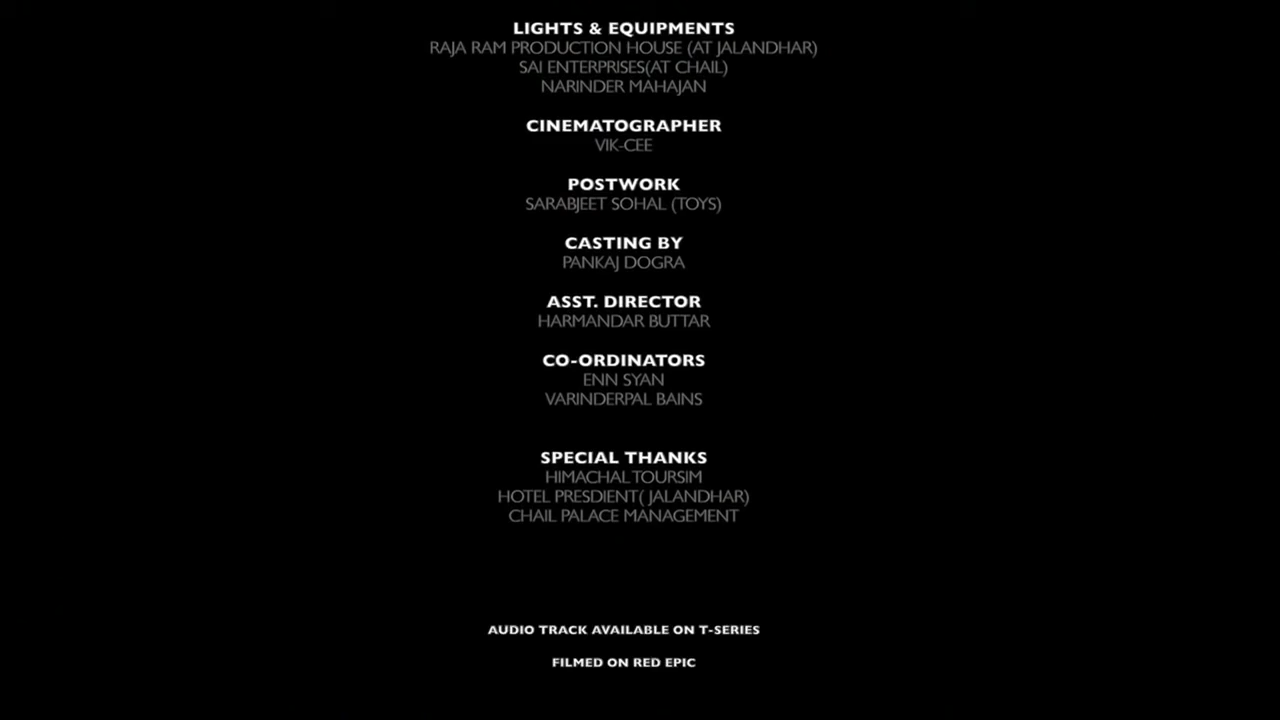 LIGHTS & EQUIPMENTS
RAJA RAM PRODUCTION HOUSE (AT JALANDHAR)
SAI ENTERPRISES(AT CHAIL)
NARINDER MAHAJAN
CINEMATOGRAPHER
VIK-CEE
POSTWORK
SARABJEET SOHAL (TOYS)
CASTING BY
PANKAJ DOGRA
ASST. DIRECTOR
HARMANDAR BUTTAR
CO-ORDINATORS
ENN SYAN
VARINDERPAL BAINS
SPECIAL THANKS
HIMACHAL TOURSIM
HOTEL PRESDIENT( JALANDHAR)
CHAIL PALACE MANAGEMENT
AUDIO TRACK AVAILABLE ON T-SERIES
FILMED ON RED EPIC